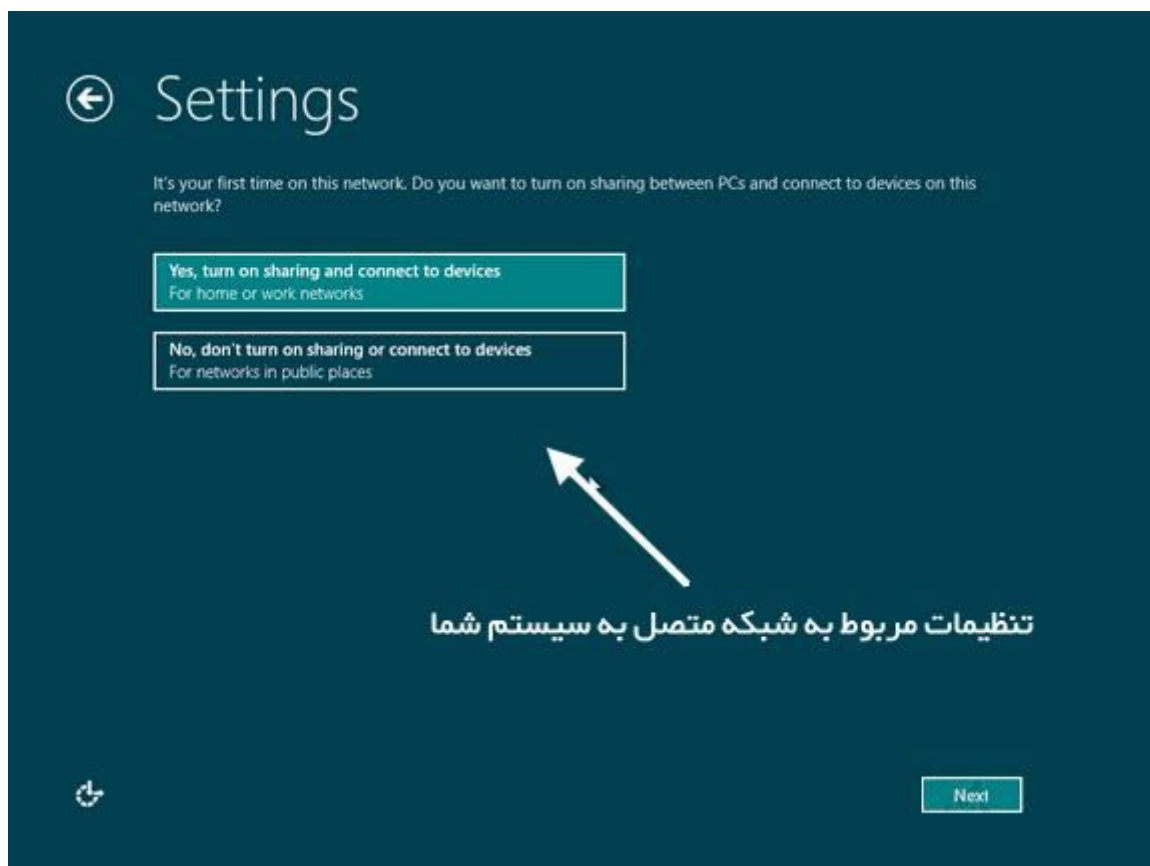 Settings
It's your first time on this network. Do you want to turn on sharing between PCs and connect to devices on this
network?
Yes, turn on sharing and connect to devices
For home or work networks
No, don't turn on sharing or connect to devices
For networks in public places
تنظیمات مربوط به شبکه متصل به سیستم شما
Next